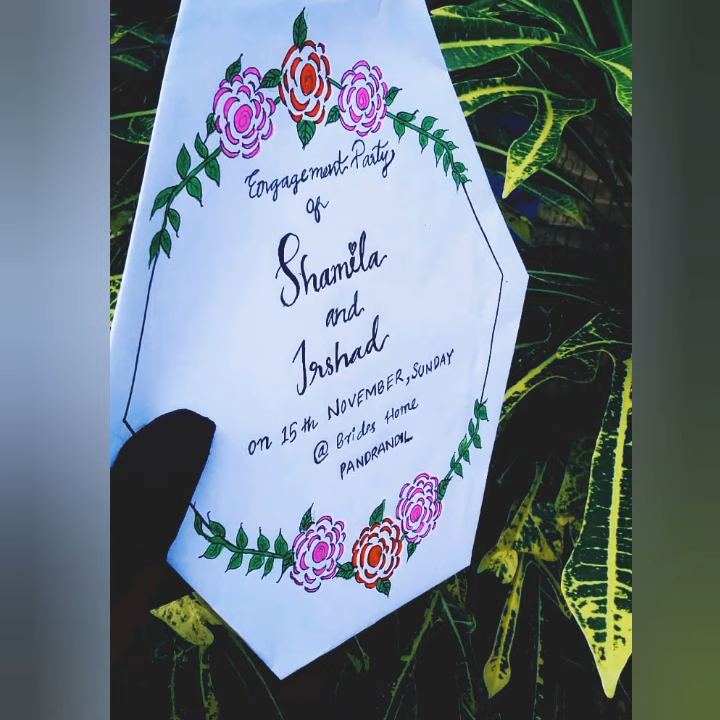 Engagement Party
of
Shamila
and
Irshad
on 15th NOVEMBER, SUNDAY
@ Brides Home
PANDRANDIL